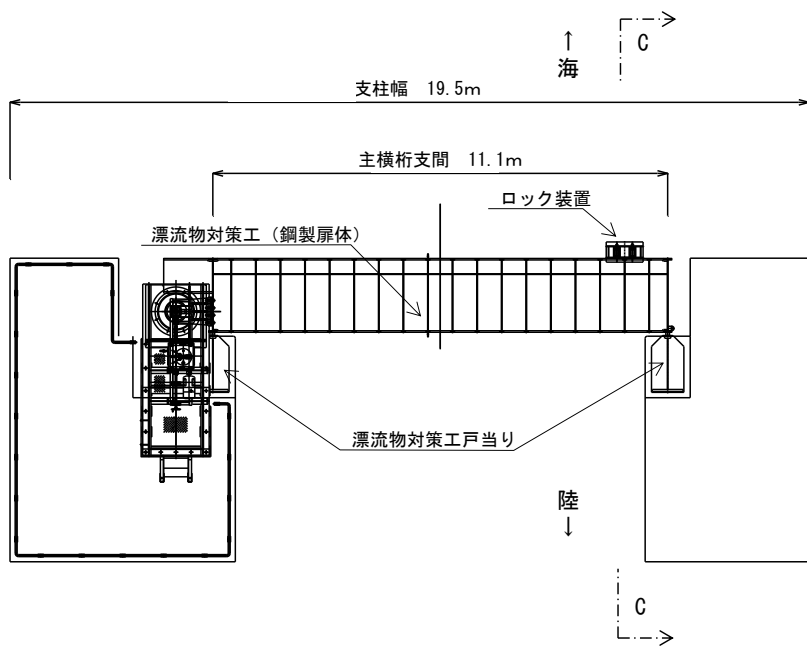 ↑
海
C
支柱幅 19.5m
主横桁支間 11.1m
ロック装置
漂流物対策工(鋼製扉体)
漂流物対策工戸当り
陸
↓
C